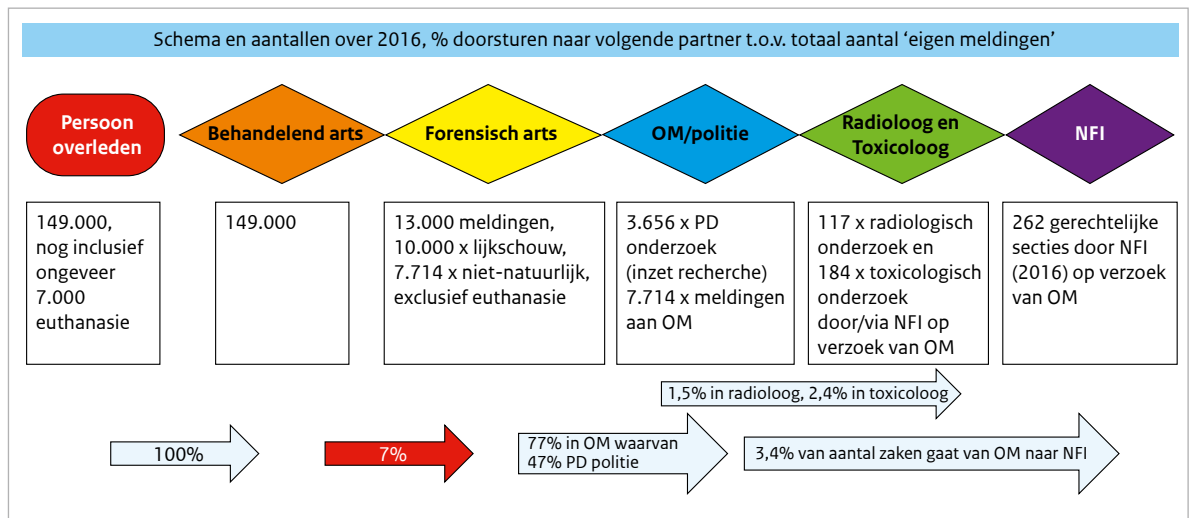 Schema en aantallen over 2016, % doorsturen naar volgende partner t.o.v. totaal aantal ‘eigen meldingen’
Persoon
overleden
Behandelend arts
Forensisch arts
OM/politie
Radioloog en
Toxicoloog
NFI
149.000,
nog inclusief
ongeveer
7.000
euthanasie
149.000
13.000 meldingen,
10.000 x lijkschouw,
7.714 x niet-natuurlijk,
exclusief euthanasie
3.656 x PD
onderzoek
(inzet recherche)
7.714 x meldingen
aan OM
117 x radiologisch
onderzoek en
184 x toxicologisch
onderzoek
door/via NFI op
verzoek van OM
262 gerechtelijke
secties door NFI
(2016) op verzoek
van OM
1,5% in radioloog, 2,4% in toxicoloog
100%
7%
77% in OM waarvan
47% PD politie
3,4% van aantal zaken gaat van OM naar NFI